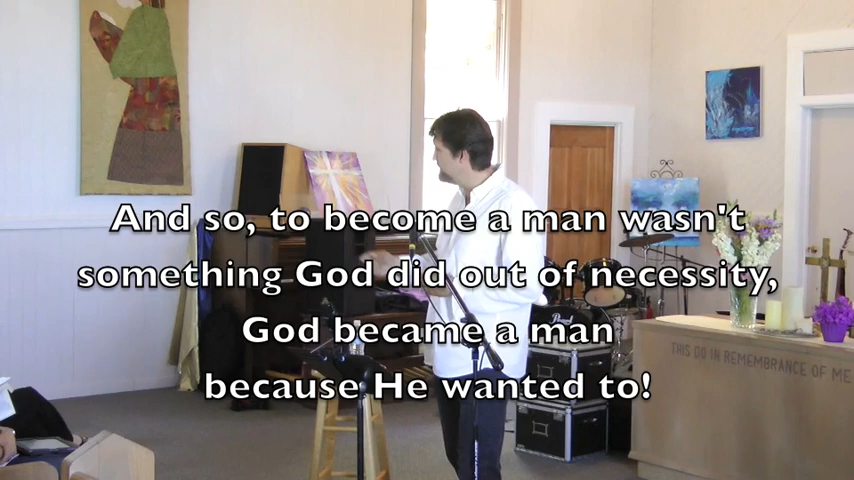 And so, to become a man wasn't
something God did out of necessity,
God became a man
because He wanted to!
Pearl
THIS DO IN REMEMBRANCE OF ME